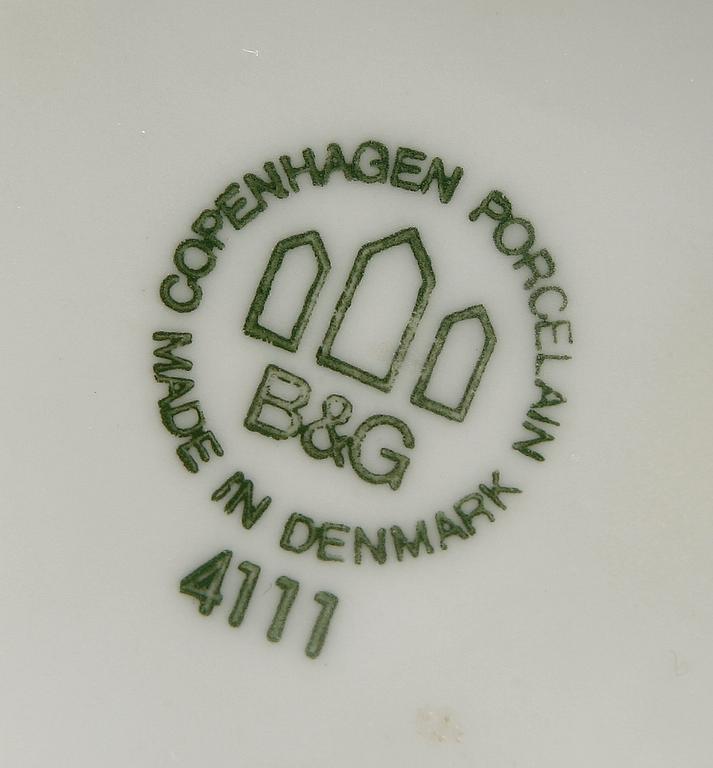 COPENHAGEN PORCELAIN
B&G
MADE IN DENMARK
4111